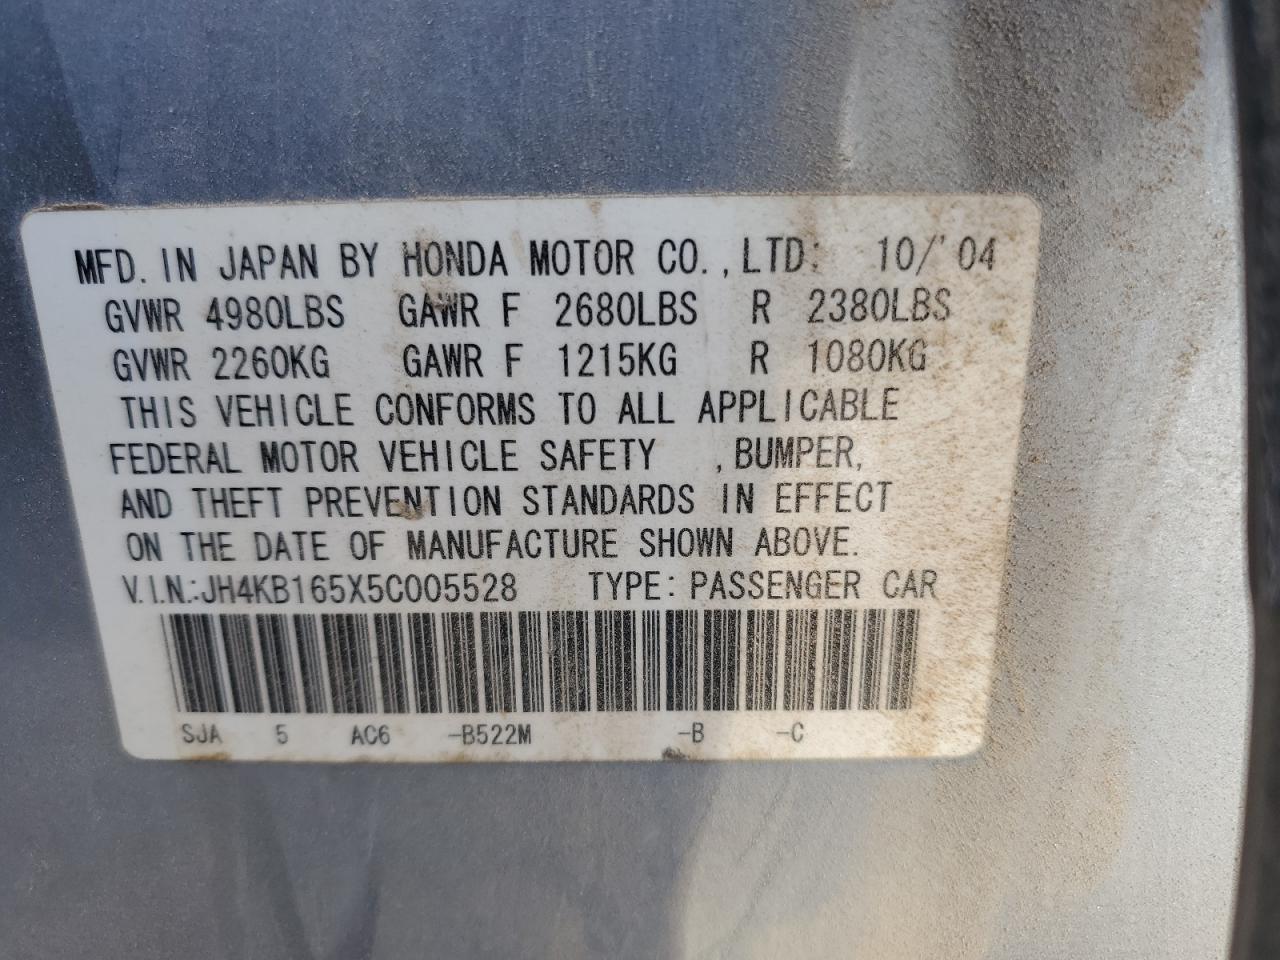 MFD. IN JAPAN BY HONDA MOTOR CO., LTD: 10/'04
GVWR 4980LBS GAWR F 2680LBS R 2380LBS
GVWR 2260KG GAWR F 1215KG R 1080KG
THIS VEHICLE CONFORMS TO ALL APPLICABLE
FEDERAL MOTOR VEHICLE SAFETY , BUMPER,
AND THEFT PREVENTION STANDARDS IN EFFECT
ON THE DATE OF MANUFACTURE SHOWN ABOVE.
V.I.N.:JH4KB165X5C005528 TYPE: PASSENGER CAR
SJA 5 AC6 -B522M -B -C